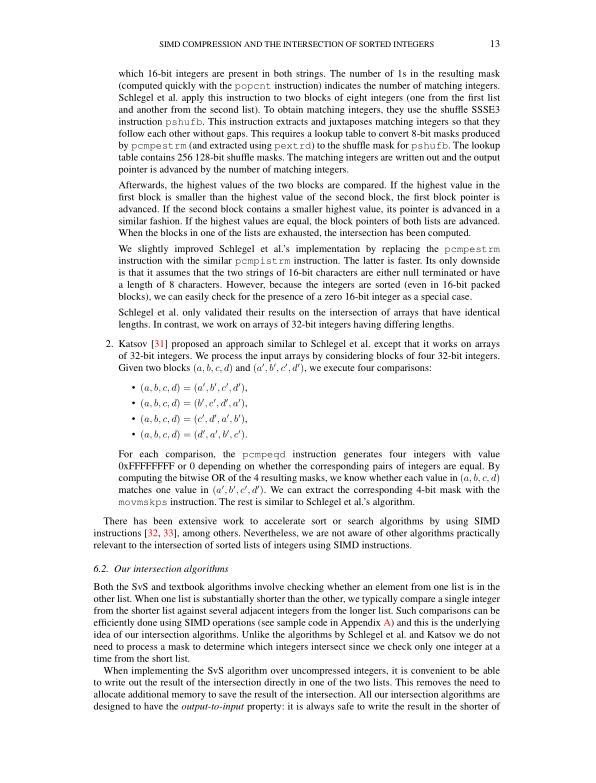 SIMD COMPRESSION AND THE INTERSECTION OF SORTED INTEGERS 13
which 16-bit integers are present in both strings. The number of 1s in the resulting mask
(computed quickly with the popcnt instruction) indicates the number of matching integers.
Schlegel et al. apply this instruction to two blocks of eight integers (one from the first list
and another from the second list). To obtain matching integers, they use the shuffle SSSE3
instruction pshufb. This instruction extracts and juxtaposes matching integers so that they
follow each other without gaps. This requires a lookup table to convert 8-bit masks produced
by pcmpestrm (and extracted using pextrd) to the shuffle mask for pshufb. The lookup
table contains 256 128-bit shuffle masks. The matching integers are written out and the output
pointer is advanced by the number of matching integers.
Afterwards, the highest values of the two blocks are compared. If the highest value in the
first block is smaller than the highest value of the second block, the first block pointer is
advanced. If the second block contains a smaller highest value, its pointer is advanced in a
similar fashion. If the highest values are equal, the block pointers of both lists are advanced.
When the blocks in one of the lists are exhausted, the intersection has been computed.
We slightly improved Schlegel et al.'s implementation by replacing the pcmpestrm
instruction with the similar pcmpistrm instruction. The latter is faster. Its only downside
is that it assumes that the two strings of 16-bit characters are either null terminated or have
a length of 8 characters. However, because the integers are sorted (even in 16-bit packed
blocks), we can easily check for the presence of a zero 16-bit integer as a special case.
Schlegel et al. only validated their results on the intersection of arrays that have identical
lengths. In contrast, we work on arrays of 32-bit integers having differing lengths.
2. Katsov [31] proposed an approach similar to Schlegel et al. except that it works on arrays
of 32-bit integers. We process the input arrays by considering blocks of four 32-bit integers.
Given two blocks (a, b, c, d) and (a′, b′, c′, d′), we execute four comparisons:
• (a, b, c, d) = (a′, b′, c′, d′),
• (a, b, c, d) = (b′, c′, d′, a′),
• (a, b, c, d) = (c′, d′, a′, b′),
• (a, b, c, d) = (d′, a′, b′, c′).
For each comparison, the pcmpeqd instruction generates four integers with value
0xFFFFFFFF or 0 depending on whether the corresponding pairs of integers are equal. By
computing the bitwise OR of the 4 resulting masks, we know whether each value in (a, b, c, d)
matches one value in (a′, b′, c′, d′). We can extract the corresponding 4-bit mask with the
movmskps instruction. The rest is similar to Schlegel et al.'s algorithm.
There has been extensive work to accelerate sort or search algorithms by using SIMD
instructions [32, 33], among others. Nevertheless, we are not aware of other algorithms practically
relevant to the intersection of sorted lists of integers using SIMD instructions.
6.2. Our intersection algorithms
Both the SvS and textbook algorithms involve checking whether an element from one list is in the
other list. When one list is substantially shorter than the other, we typically compare a single integer
from the shorter list against several adjacent integers from the longer list. Such comparisons can be
efficiently done using SIMD operations (see sample code in Appendix A) and this is the underlying
idea of our intersection algorithms. Unlike the algorithms by Schlegel et al. and Katsov we do not
need to process a mask to determine which integers intersect since we check only one integer at a
time from the short list.
When implementing the SvS algorithm over uncompressed integers, it is convenient to be able
to write out the result of the intersection directly in one of the two lists. This removes the need to
allocate additional memory to save the result of the intersection. All our intersection algorithms are
designed to have the output-to-input property: it is always safe to write the result in the shorter of